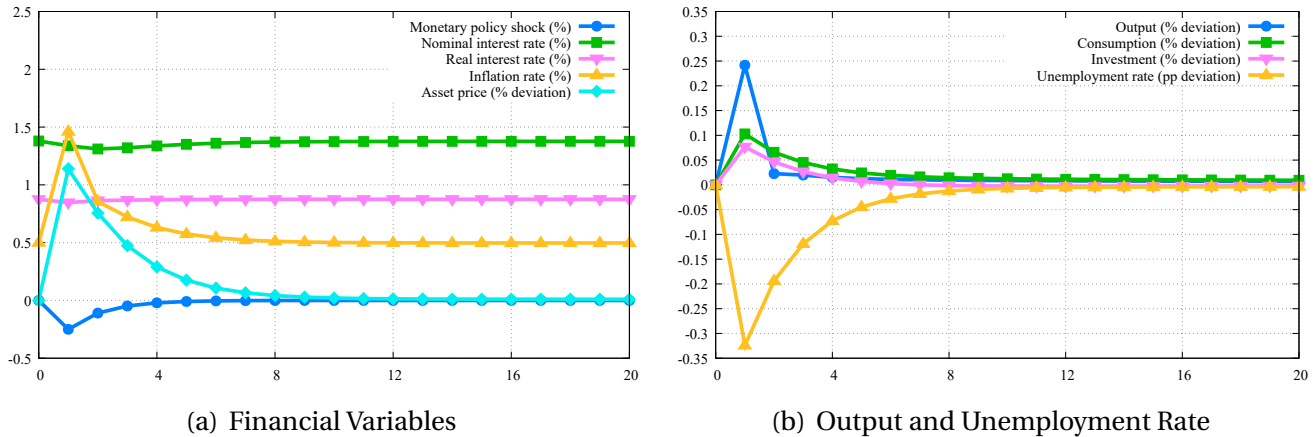 2.5
2
1.5
1
0.5
0
-0.5
0 4 8 12 16 20
Monetary policy shock (%)
Nominal interest rate (%)
Real interest rate (%)
Inflation rate (%)
Asset price (% deviation)
(a) Financial Variables
0.35
0.3
0.25
0.2
0.15
0.1
0.05
0
-0.05
-0.1
-0.15
-0.2
-0.25
-0.3
-0.35
0 4 8 12 16 20
Output (% deviation)
Consumption (% deviation)
Investment (% deviation)
Unemployment rate (pp deviation)
(b) Output and Unemployment Rate